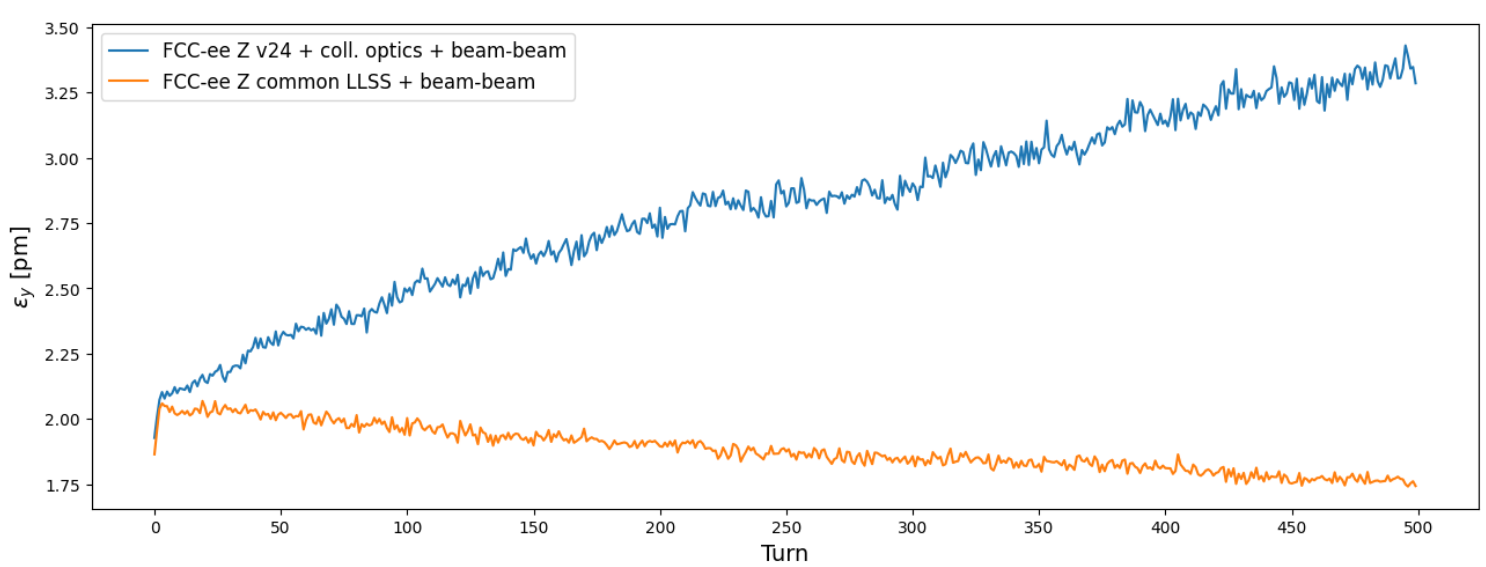 FCC-ee Z v24 + coll. optics + beam-beam
FCC-ee Z common LLSS + beam-beam
3.50
3.25
3.00
2.75
2.50
2.25
2.00
1.75
εy [pm]
0 50 100 150 200 250 300 350 400 450 500
Turn